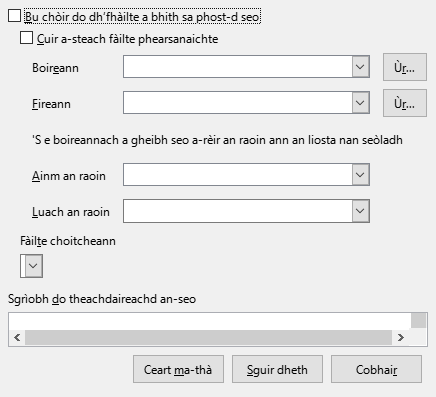 Bu chòir do dh'fhàilte a bhith sa phost-d seo
Cuir a-steach fàilte phearsanaichte
Boireann
Ùr...
Fireann
Ùr...
'S e boireannach a gheibh seo a-rèir an raoin ann an liosta nan seòladh
Ainm an raoin
Luach an raoin
Fàilte choitcheann
Sgrìobh do theachdaireachd an-seo
Ceart ma-thà
Sguir dheth
Cobhair